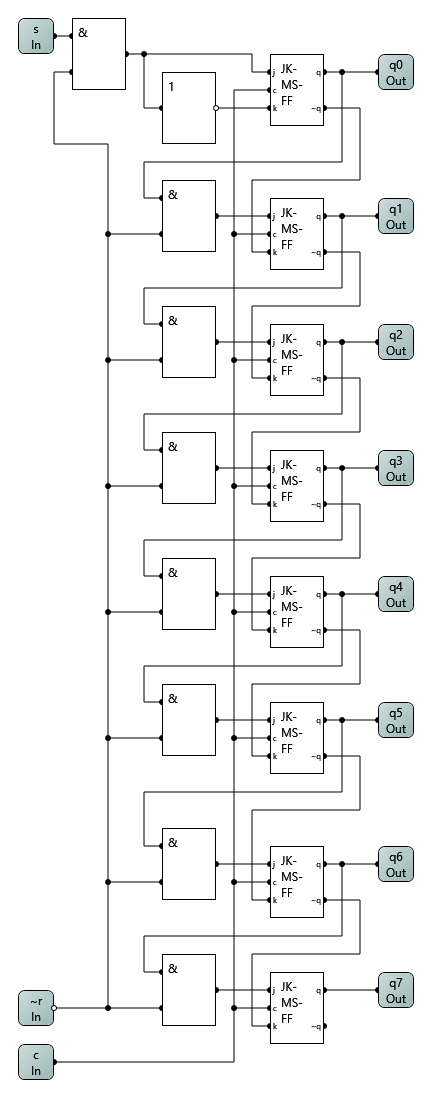 s
In
&
1
j JK- q
c MS-
k FF ~q
q0
Out
&
j JK- q
c MS-
k FF ~q
q1
Out
&
j JK- q
c MS-
k FF ~q
q2
Out
&
j JK- q
c MS-
k FF ~q
q3
Out
&
j JK- q
c MS-
k FF ~q
q4
Out
&
j JK- q
c MS-
k FF ~q
q5
Out
&
j JK- q
c MS-
k FF ~q
q6
Out
&
j JK- q
c MS-
k FF ~q
q7
Out
~r
In
c
In